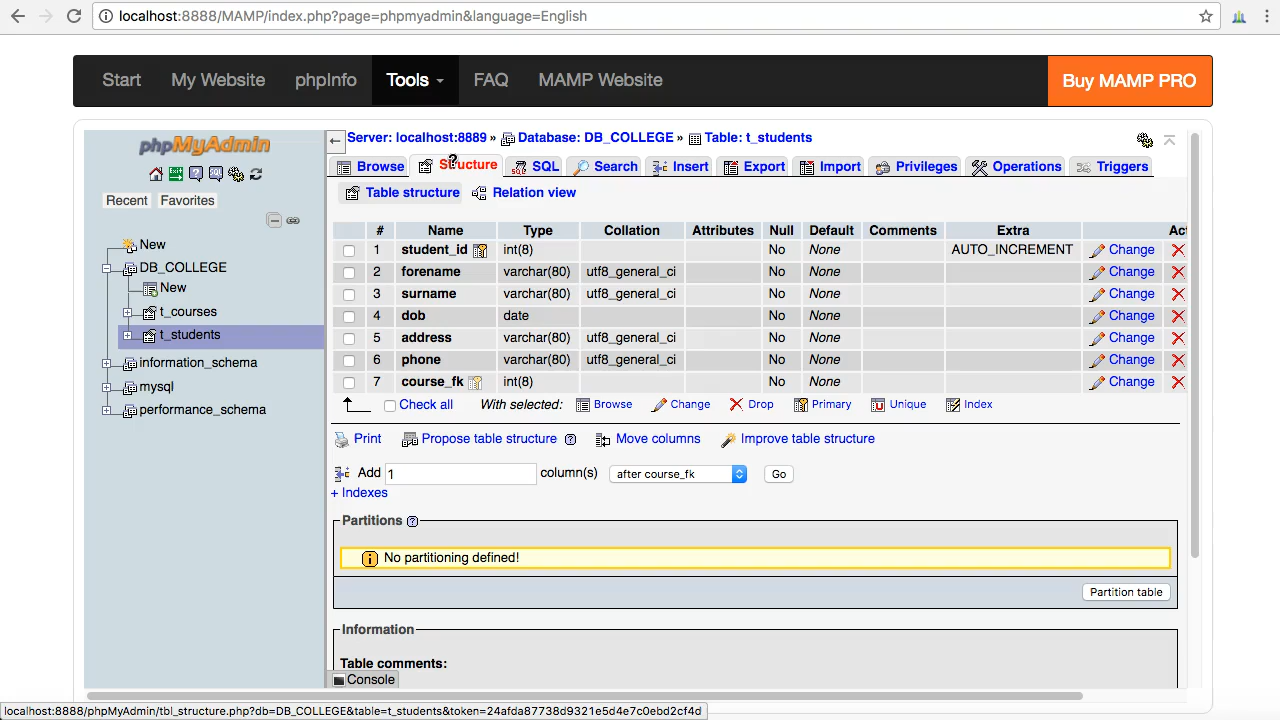 localhost:8888/MAMP/index.php?page=phpmyadmin&language=English
Start My Website phpInfo Tools FAQ MAMP Website Buy MAMP PRO
phpMyAdmin
Recent Favorites
New
DB_COLLEGE
New
t_courses
t_students
information_schema
mysql
performance_schema
Server: localhost:8889 » Database: DB_COLLEGE » Table: t_students
Browse Structure SQL Search Insert Export Import Privileges Operations Triggers
Table structure Relation view
# Name Type Collation Attributes Null Default Comments Extra Act
1 student_id int(8) No None AUTO_INCREMENT Change
2 forename varchar(80) utf8_general_ci No None Change
3 surname varchar(80) utf8_general_ci No None Change
4 dob date No None Change
5 address varchar(80) utf8_general_ci No None Change
6 phone varchar(80) utf8_general_ci No None Change
7 course_fk int(8) No None Change
Check all With selected: Browse Change Drop Primary Unique Index
Print Propose table structure Move columns Improve table structure
Add 1 column(s) after course_fk Go
+ Indexes
Partitions
No partitioning defined!
Partition table
Information
Table comments:
Console
localhost:8888/phpMyAdmin/tbl_structure.php?db=DB_COLLEGE&table=t_students&token=24afda87738d9321e5d4e7c0ebd2cf4d